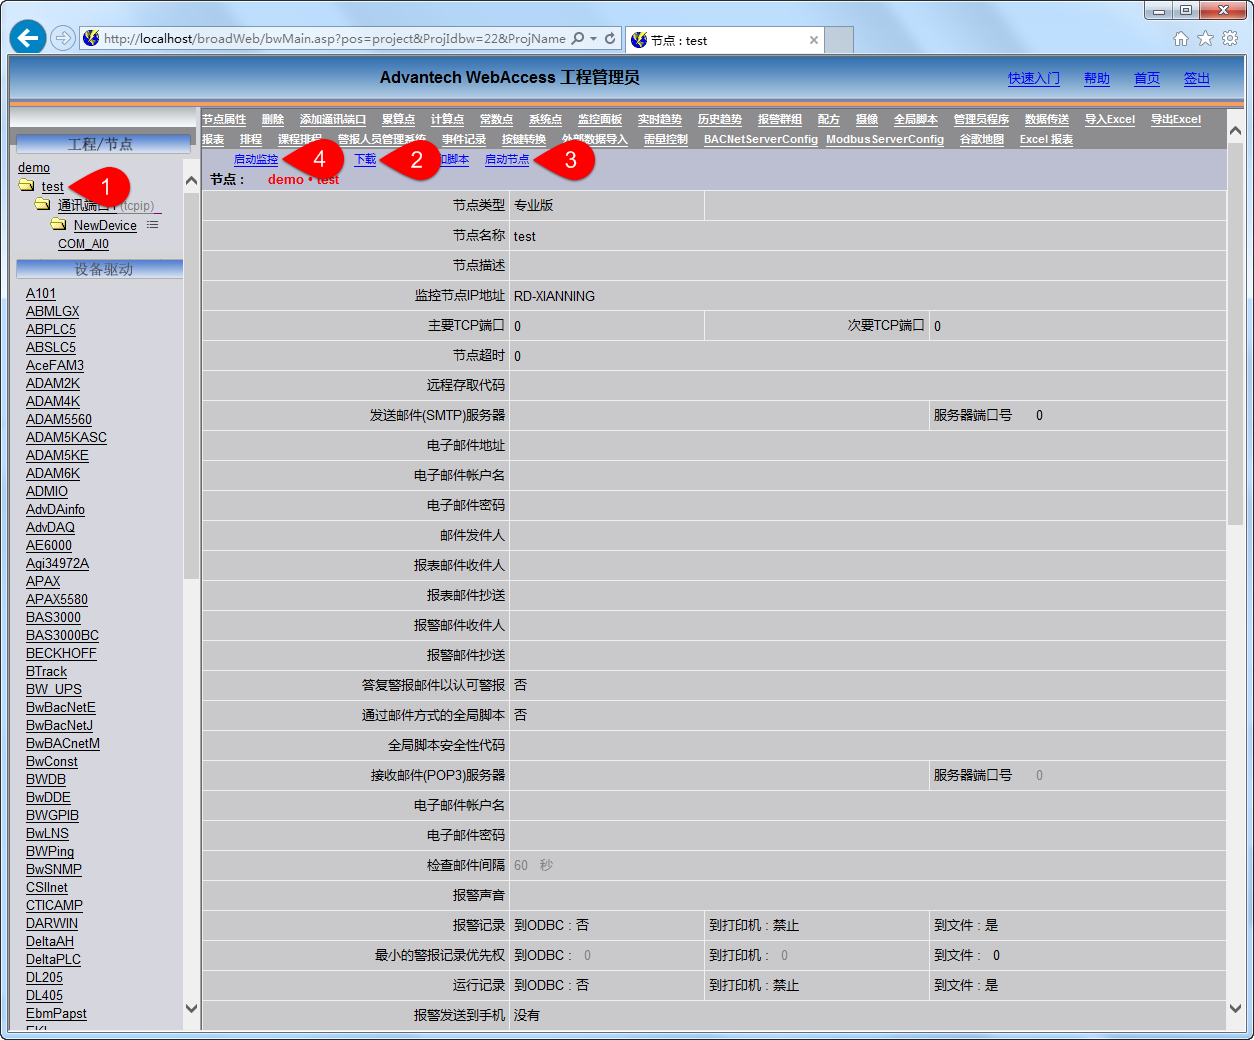 http://localhost/broadWeb/bwMain.asp?pos=project&ProjIdbw=22&ProjName
节点 : test
Advantech WebAccess 工程管理员
快速入门 帮助 首页 签出
节点属性 删除 添加通讯端口 累算点 计算点 常数点 系统点 监控面板 实时趋势 历史趋势 报警群组 配方 摄像 全局脚本 管理员程序 数据传送 导入Excel 导出Excel
报表 排程 课程排程 警报人员管理系统 事件记录 按键转换 外部数据导入 需量控制 BACNetServerConfig ModbusServerConfig 谷歌地图 Excel 报表
启动监控 4 下载 2 脚本 启动节点 3
节点 : demo • test
工程/节点
demo
test 1
通讯端口1(tcpip)
NewDevice
COM_AI0
设备驱动
A101
ABMLGX
ABPLC5
ABSLC5
AceFAM3
ADAM2K
ADAM4K
ADAM5560
ADAM5KASC
ADAM5KE
ADAM6K
ADMIO
AdvDAinfo
AdvDAQ
AE6000
Agi34972A
APAX
APAX5580
BAS3000
BAS3000BC
BECKHOFF
BTrack
BW_UPS
BwBacNetE
BwBacNetJ
BwBACnetM
BwConst
BWDB
BwDDE
BWGPIB
BwLNS
BWPing
BwSNMP
CSIInet
CTICAMP
DARWIN
DeltaAH
DeltaPLC
DL205
DL405
EbmPapst
节点类型 专业版
节点名称 test
节点描述
监控节点IP地址 RD-XIANNING
主要TCP端口 0 次要TCP端口 0
节点超时 0
远程存取代码
发送邮件(SMTP)服务器 服务器端口号 0
电子邮件地址
电子邮件帐户名
电子邮件密码
邮件发件人
报表邮件收件人
报表邮件抄送
报警邮件收件人
报警邮件抄送
答复警报邮件以认可警报 否
通过邮件方式的全局脚本 否
全局脚本安全性代码
接收邮件(POP3)服务器 服务器端口号 0
电子邮件帐户名
电子邮件密码
检查邮件间隔 60 秒
报警声音
报警记录 到ODBC : 否 到打印机 : 禁止 到文件 : 是
最小的警报记录优先权 到ODBC : 0 到打印机 : 0 到文件 : 0
运行记录 到ODBC : 否 到打印机 : 禁止 到文件 : 是
报警发送到手机 没有